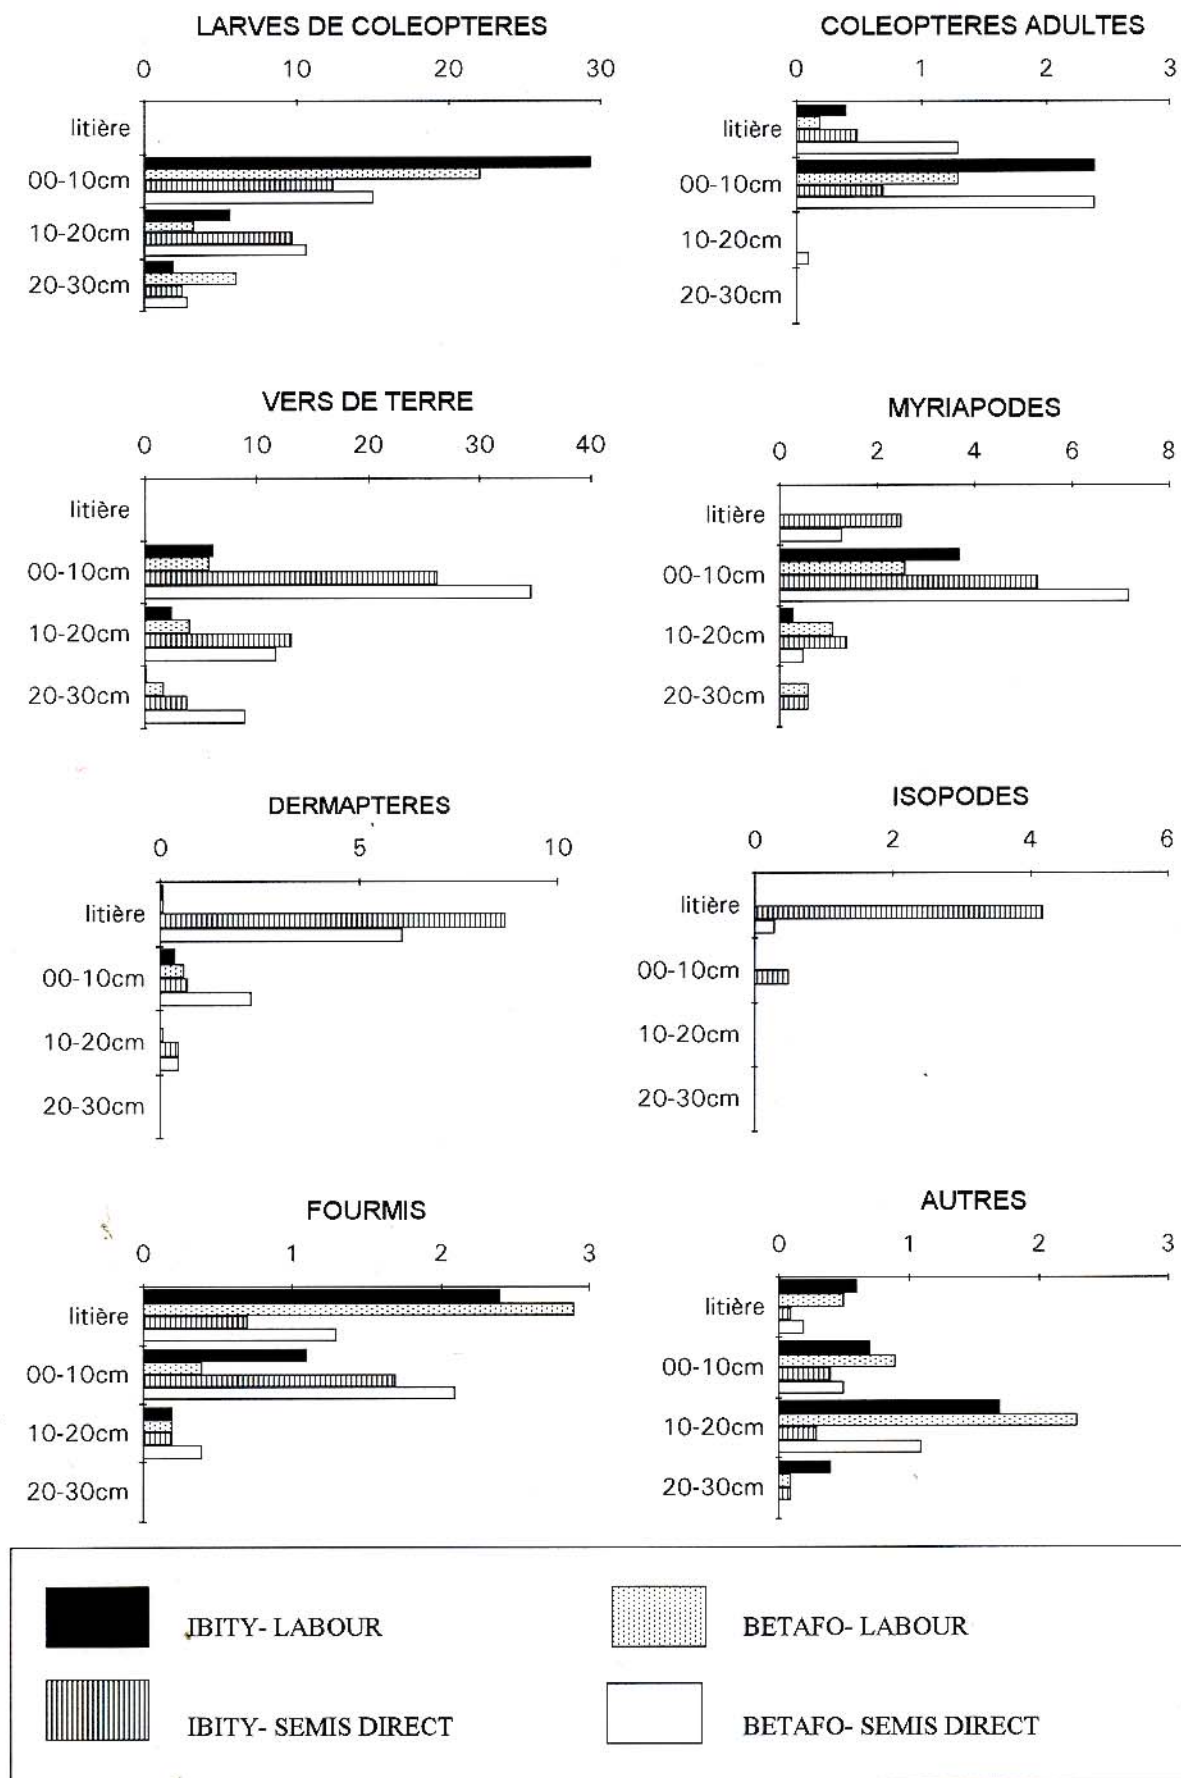 LARVES DE COLEOPTERES
0 10 20 30
litière
00-10cm
10-20cm
20-30cm
COLEOPTERES ADULTES
0 1 2 3
litière
00-10cm
10-20cm
20-30cm
VERS DE TERRE
0 10 20 30 40
litière
00-10cm
10-20cm
20-30cm
MYRIAPODES
0 2 4 6 8
litière
00-10cm
10-20cm
20-30cm
DERMAPTERES
0 5 10
litière
00-10cm
10-20cm
20-30cm
ISOPODES
0 2 4 6
litière
00-10cm
10-20cm
20-30cm
FOURMIS
0 1 2 3
litière
00-10cm
10-20cm
20-30cm
AUTRES
0 1 2 3
litière
00-10cm
10-20cm
20-30cm
IBITY- LABOUR
BETAFO- LABOUR
IBITY- SEMIS DIRECT
BETAFO- SEMIS DIRECT